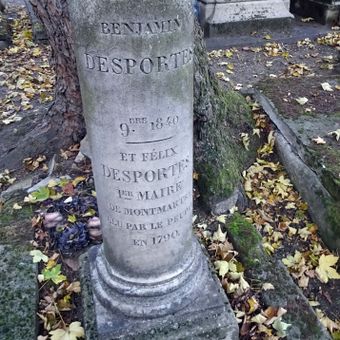 BENJAMIN
DESPORTES
9.BRE 1840
ET FÉLIX
DESPORTES
1ER MAIRE
DE MONTMARTRE
ÉLU PAR LE PEUPLE
EN 1790.